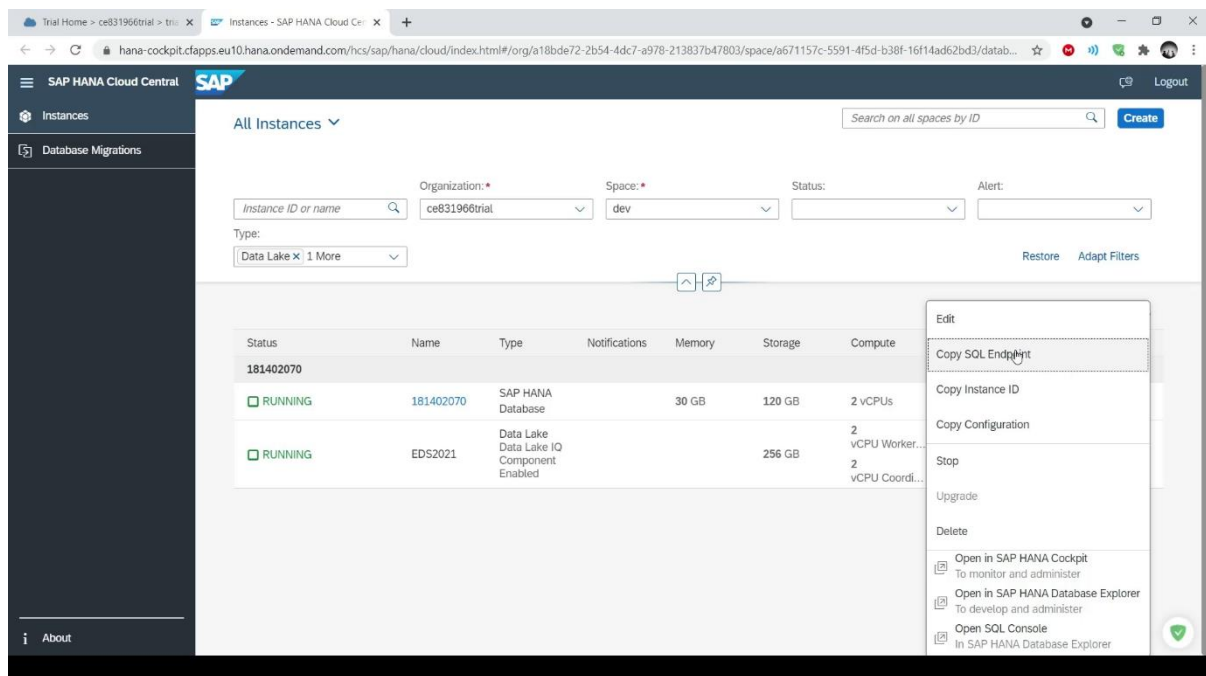 Trial Home > ce831966trial > tria
Instances - SAP HANA Cloud Cen
hana-cockpit.cfapps.eu10.hana.ondemand.com/hcs/sap/hana/cloud/index.html#/org/a18bde72-2b54-4dc7-a978-213837b47803/space/a671157c-5591-4f5d-b38f-16f14ad62bd3/datab...
SAP HANA Cloud Central
SAP
Logout
Instances
Database Migrations
All Instances
Search on all spaces by ID
Create
Organization:*
Space:*
Status:
Alert:
Instance ID or name
ce831966trial
dev
Type:
Data Lake × 1 More
Restore
Adapt Filters
Status Name Type Notifications Memory Storage Compute
181402070
RUNNING 181402070 SAP HANA Database 30 GB 120 GB 2 vCPUs
RUNNING EDS2021 Data Lake
Data Lake IQ
Component
Enabled
256 GB
2
vCPU Worker...
2
vCPU Coordi...
Edit
Copy SQL Endpoint
Copy Instance ID
Copy Configuration
Stop
Upgrade
Delete
Open in SAP HANA Cockpit
To monitor and administer
Open in SAP HANA Database Explorer
To develop and administer
Open SQL Console
In SAP HANA Database Explorer
i About